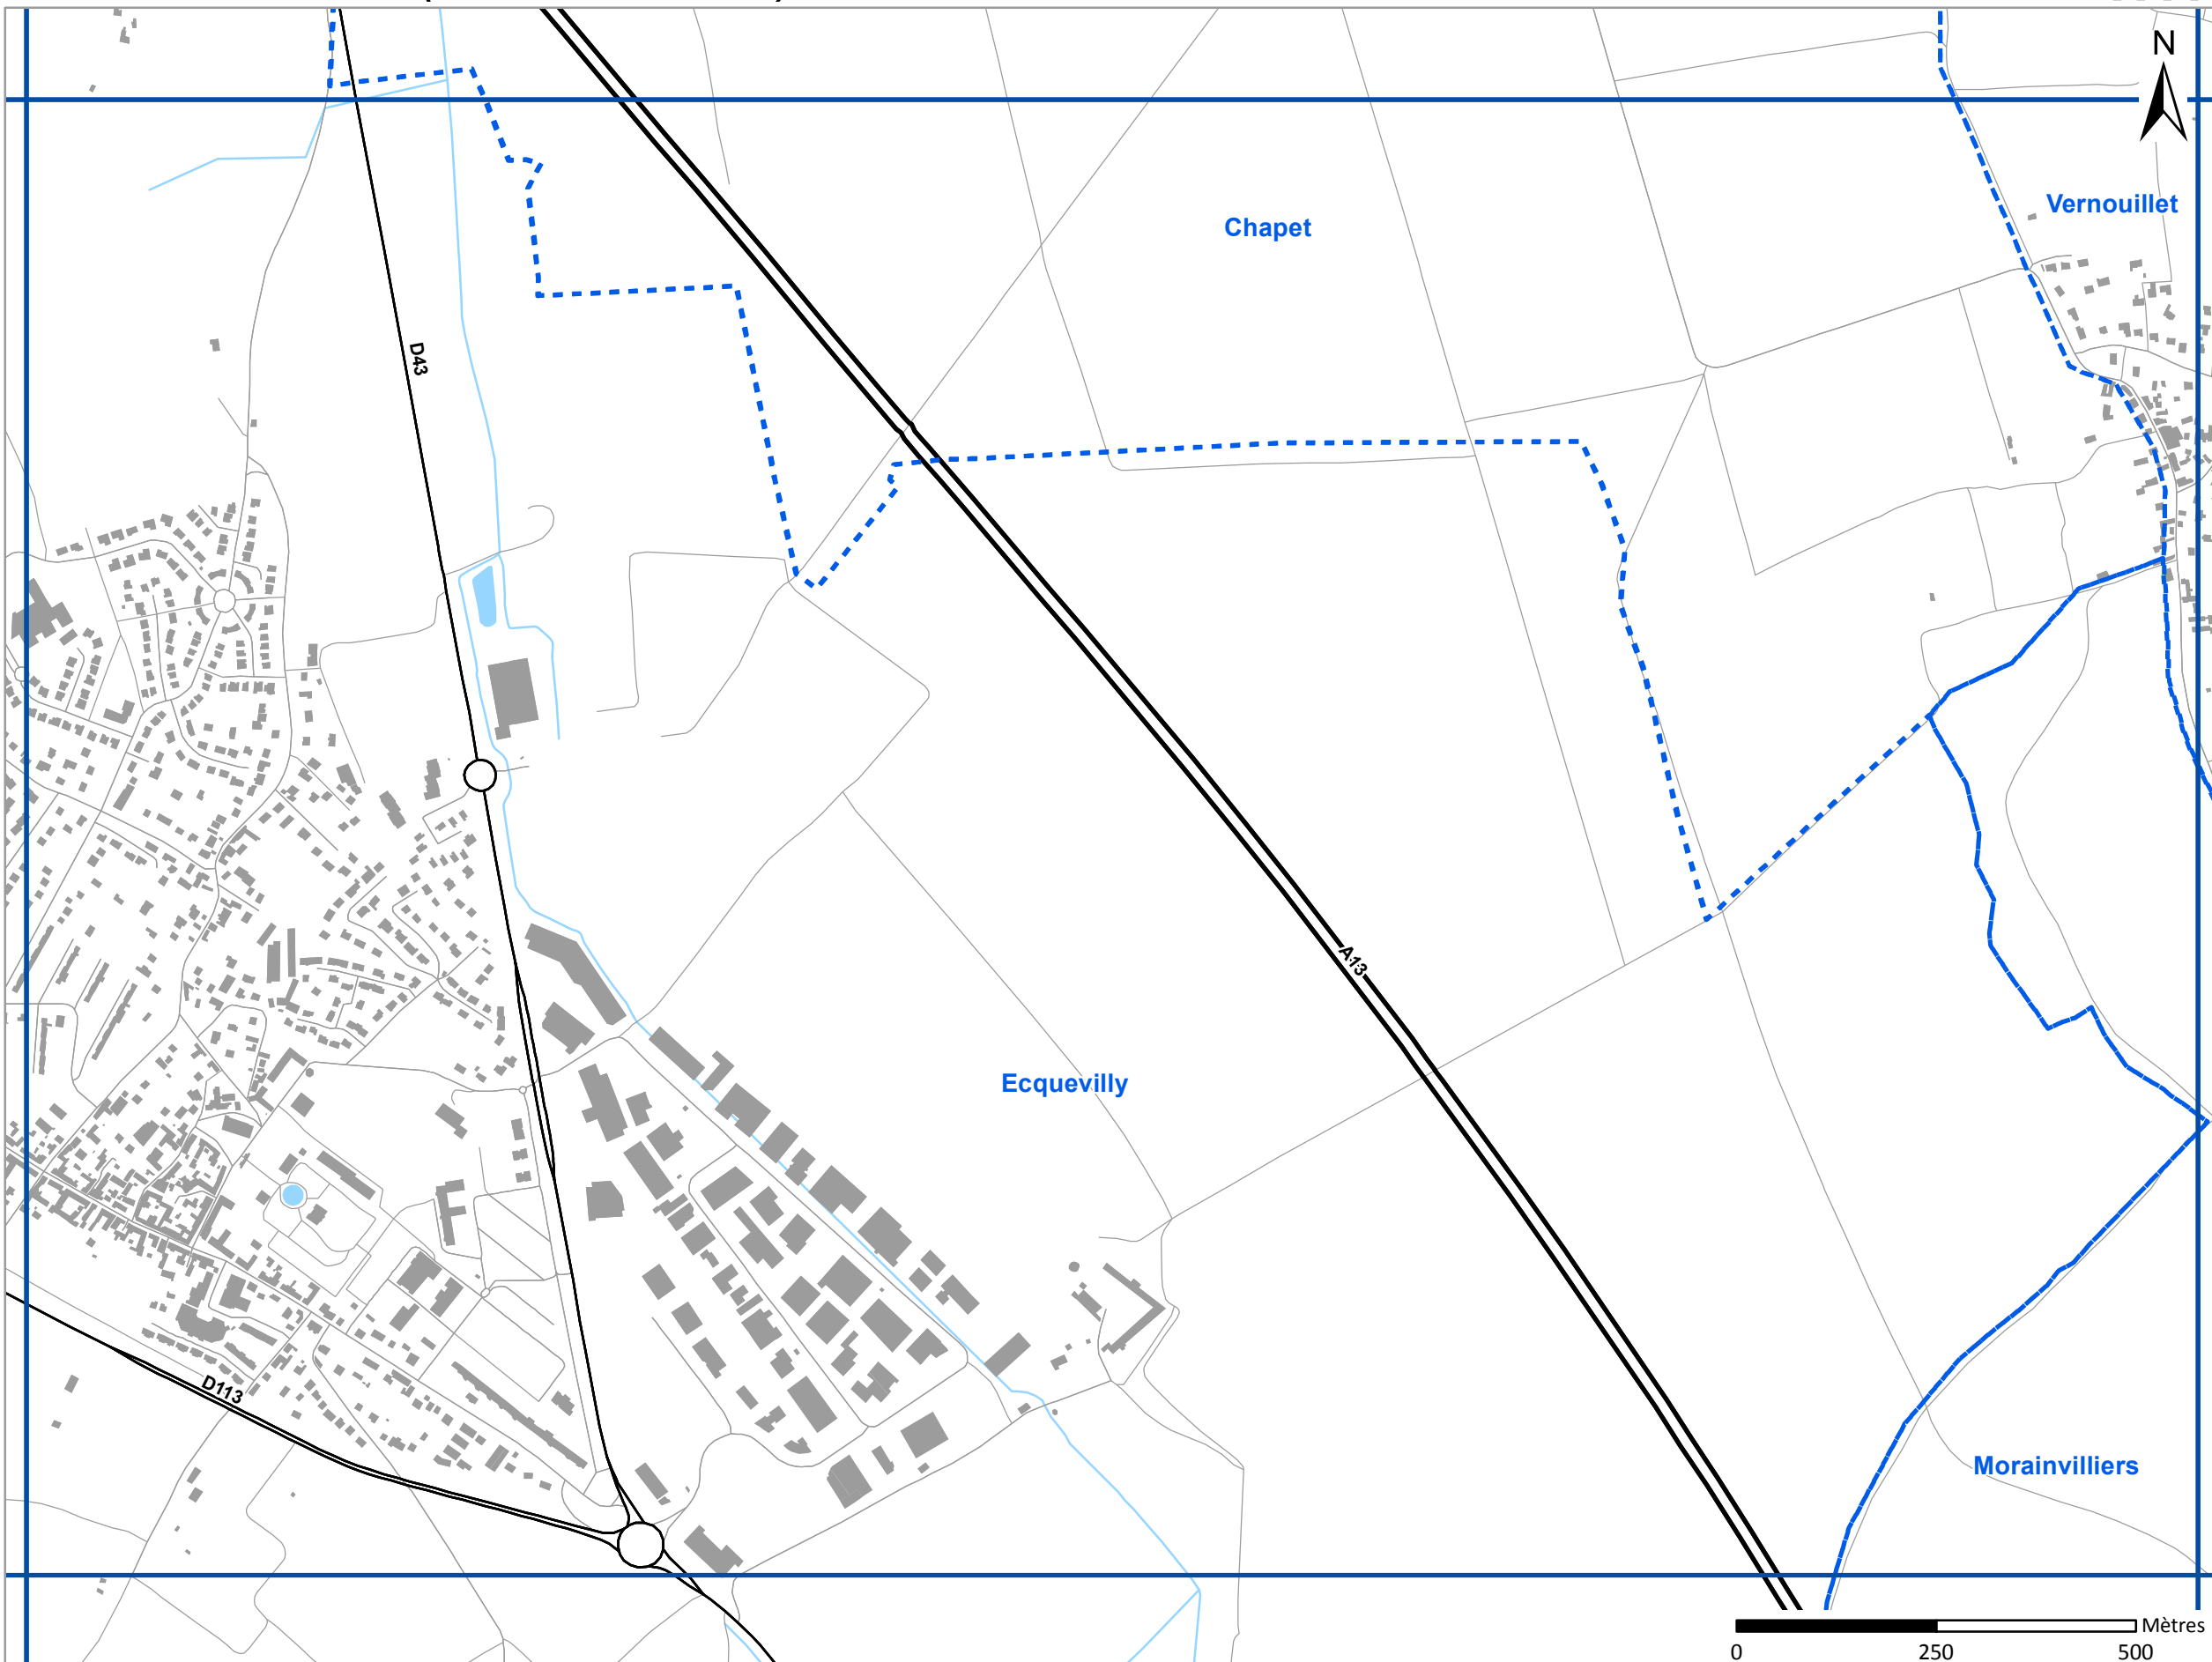 N
Vernouillet
Chapet
D43
A13
Ecquevilly
D113
Morainvilliers
Mètres
0 250 500